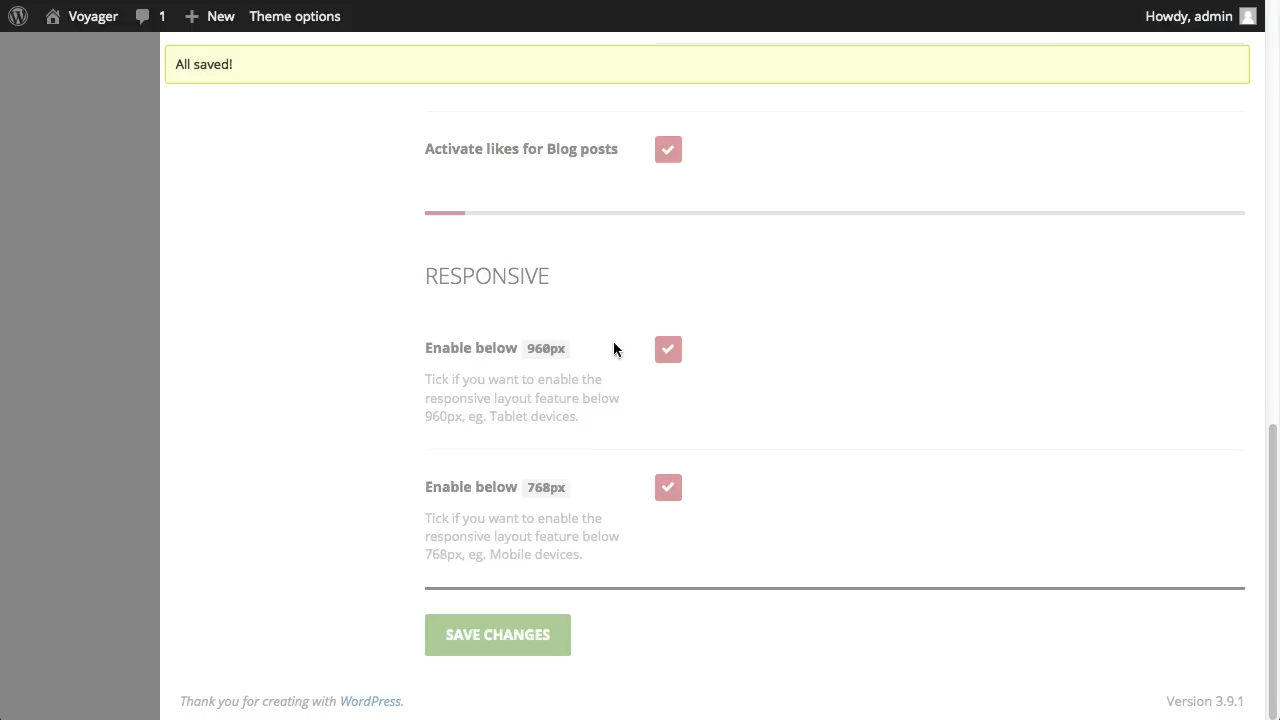 Voyager 1 New Theme options Howdy, admin
All saved!
Activate likes for Blog posts
RESPONSIVE
Enable below 960px
Tick if you want to enable the
responsive layout feature below
960px, eg. Tablet devices.
Enable below 768px
Tick if you want to enable the
responsive layout feature below
768px, eg. Mobile devices.
SAVE CHANGES
Thank you for creating with WordPress. Version 3.9.1